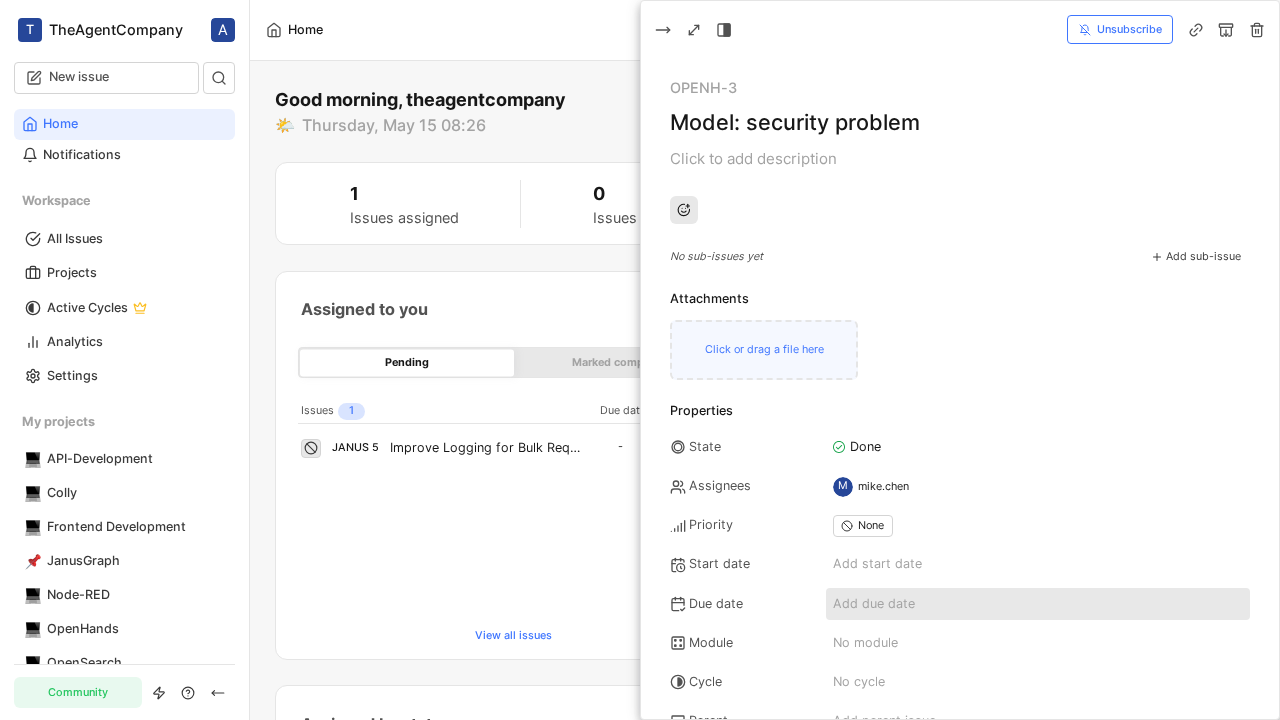 T TheAgentCompany A
New issue
Home
Notifications
Workspace
All Issues
Projects
Active Cycles
Analytics
Settings
My projects
API-Development
Colly
Frontend Development
JanusGraph
Node-RED
OpenHands
OpenSearch
Community
Home
Good morning, theagentcompany
Thursday, May 15 08:26
1
Issues assigned
0
Issues
Assigned to you
Pending
Marked comp
Issues 1 Due dat
JANUS 5 Improve Logging for Bulk Req... -
View all issues
Unsubscribe
OPENH-3
Model: security problem
Click to add description
No sub-issues yet
Add sub-issue
Attachments
Click or drag a file here
Properties
State Done
Assignees M mike.chen
Priority None
Start date Add start date
Due date Add due date
Module No module
Cycle No cycle
Parent Add parent issue